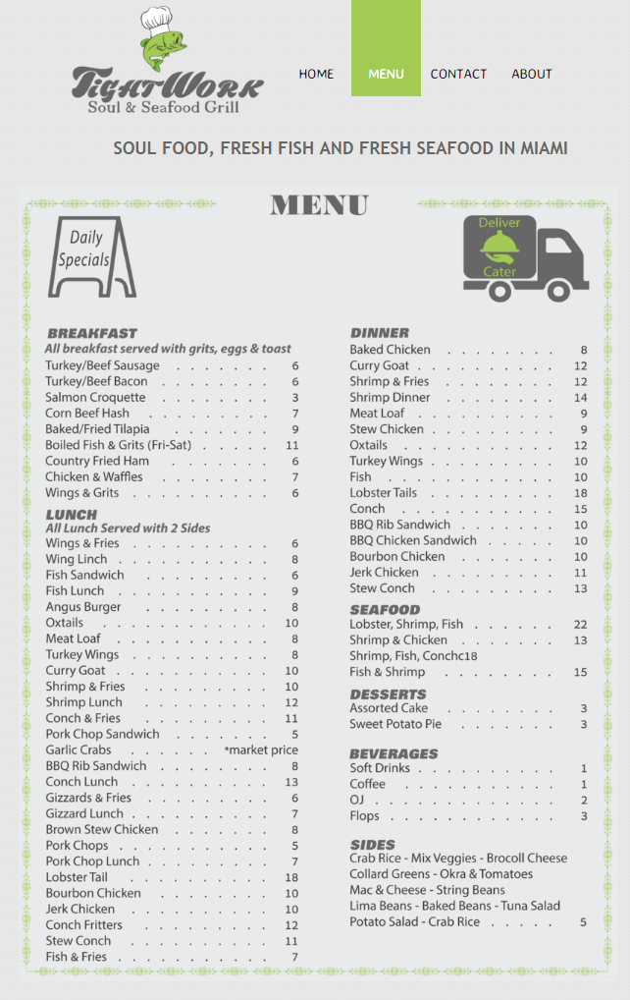 TightWork
Soul & Seafood Grill
HOME
MENU
CONTACT
ABOUT
SOUL FOOD, FRESH FISH AND FRESH SEAFOOD IN MIAMI
MENU
Daily
Specials
Deliver
Cater
BREAKFAST
All breakfast served with grits, eggs & toast
Turkey/Beef Sausage . . . . . . . 6
Turkey/Beef Bacon . . . . . . . 6
Salmon Croquette . . . . . . . 3
Corn Beef Hash . . . . . . . . 7
Baked/Fried Tilapia . . . . . . 9
Boiled Fish & Grits (Fri-Sat) . . . . . 11
Country Fried Ham . . . . . . 6
Chicken & Waffles . . . . . . . 7
Wings & Grits . . . . . . . . 6
LUNCH
All Lunch Served with 2 Sides
Wings & Fries . . . . . . . . . 6
Wing Linch . . . . . . . . . 8
Fish Sandwich . . . . . . . . 6
Fish Lunch . . . . . . . . . . 9
Angus Burger . . . . . . . . 8
Oxtails . . . . . . . . . . . 10
Meat Loaf . . . . . . . . . . 8
Turkey Wings . . . . . . . . . 8
Curry Goat . . . . . . . . . . 10
Shrimp & Fries . . . . . . . . 10
Shrimp Lunch . . . . . . . . 12
Conch & Fries . . . . . . . . 11
Pork Chop Sandwich . . . . . . . 5
Garlic Crabs . . . . . *market price
BBQ Rib Sandwich . . . . . . . 8
Conch Lunch . . . . . . . . . 13
Gizzards & Fries . . . . . . . . 6
Gizzard Lunch . . . . . . . . . 7
Brown Stew Chicken . . . . . . 8
Pork Chops . . . . . . . . . . 5
Pork Chop Lunch . . . . . . . . 7
Lobster Tail . . . . . . . . . 18
Bourbon Chicken . . . . . . . 10
Jerk Chicken . . . . . . . . . 10
Conch Fritters . . . . . . . . 12
Stew Conch . . . . . . . . . 11
Fish & Fries . . . . . . . . . . 7
DINNER
Baked Chicken . . . . . . . . 8
Curry Goat . . . . . . . . . . 12
Shrimp & Fries . . . . . . . . 12
Shrimp Dinner . . . . . . . . 14
Meat Loaf . . . . . . . . . . 9
Stew Chicken . . . . . . . . . 9
Oxtails . . . . . . . . . . 12
Turkey Wings . . . . . . . . . 10
Fish . . . . . . . . . . . . 10
Lobster Tails . . . . . . . . . 18
Conch . . . . . . . . . . . 15
BBQ Rib Sandwich . . . . . . . 10
BBQ Chicken Sandwich . . . . . 10
Bourbon Chicken . . . . . . . 10
Jerk Chicken . . . . . . . . . 11
Stew Conch . . . . . . . . . 13
SEAFOOD
Lobster, Shrimp, Fish . . . . . . 22
Shrimp & Chicken . . . . . . . 13
Shrimp, Fish, Conchc18
Fish & Shrimp . . . . . . . . 15
DESSERTS
Assorted Cake . . . . . . . . 3
Sweet Potato Pie . . . . . . . 3
BEVERAGES
Soft Drinks . . . . . . . . . . 1
Coffee . . . . . . . . . . . 1
OJ . . . . . . . . . . . . 2
Flops . . . . . . . . . . . 3
SIDES
Crab Rice - Mix Veggies - Brocoll Cheese
Collard Greens - Okra & Tomatoes
Mac & Cheese - String Beans
Lima Beans - Baked Beans - Tuna Salad
Potato Salad - Crab Rice . . . . . 5